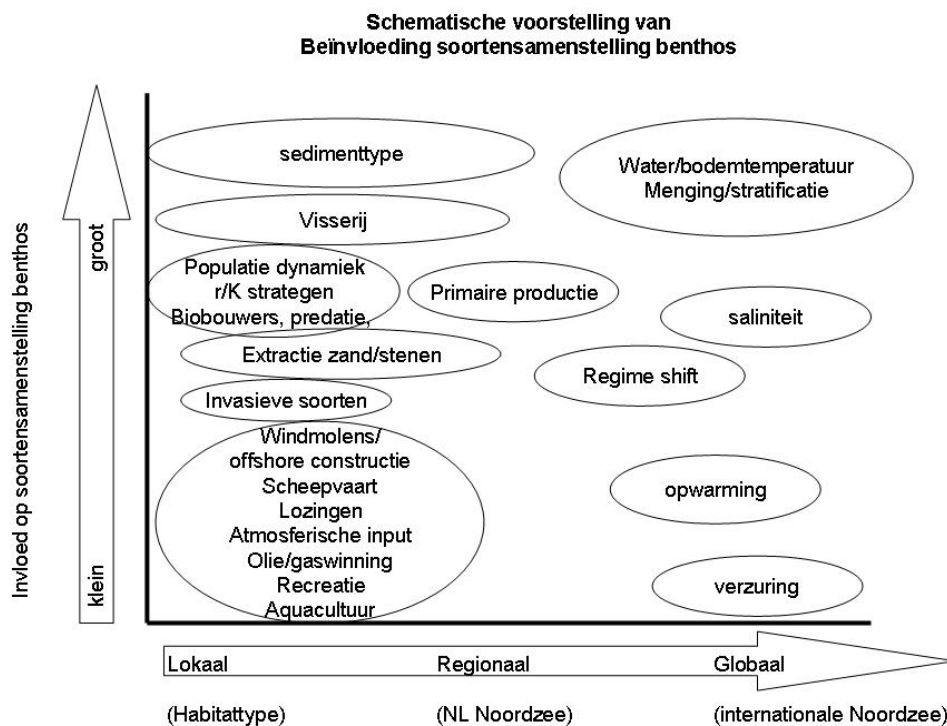 Schematische voorstelling van
Beïnvloeding soortensamenstelling benthos
Invloed op soortensamenstelling benthos
groot
klein
sedimenttype
Water/bodemtemperatuur
Menging/stratificatie
Visserij
Populatie dynamiek
r/K strategen
Biobouwers, predatie,
Primaire productie
saliniteit
Extractie zand/stenen
Regime shift
Invasieve soorten
Windmolens/
offshore constructie
Scheepvaart
Lozingen
Atmosferische input
Olie/gaswinning
Recreatie
Aquacultuur
opwarming
verzuring
Lokaal Regionaal Globaal
(Habitattype) (NL Noordzee) (internationale Noordzee)